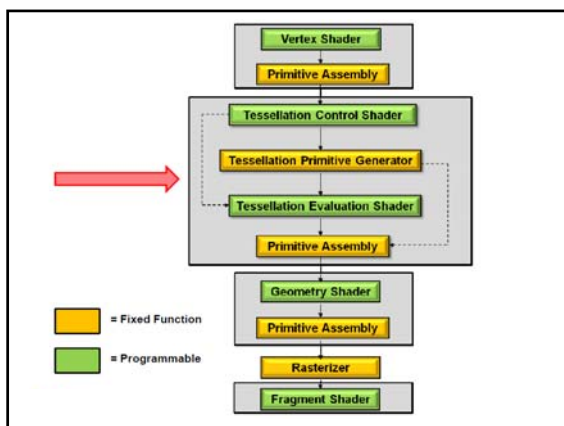 Vertex Shader
Primitive Assembly
Tessellation Control Shader
Tessellation Primitive Generator
Tessellation Evaluation Shader
Primitive Assembly
Geometry Shader
Primitive Assembly
Rasterizer
Fragment Shader
= Fixed Function
= Programmable